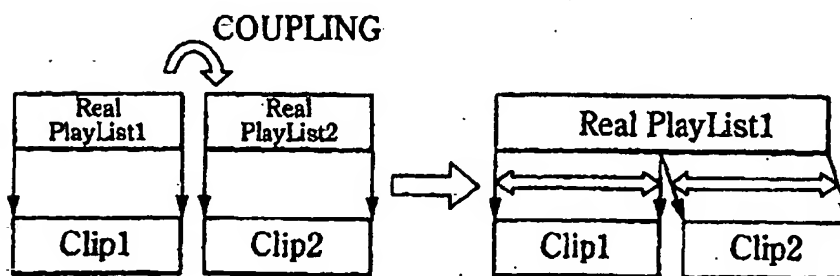 COUPLING
Real
PlayList1
Real
PlayList2
Real PlayList1
Clip1
Clip2
Clip1
Clip2